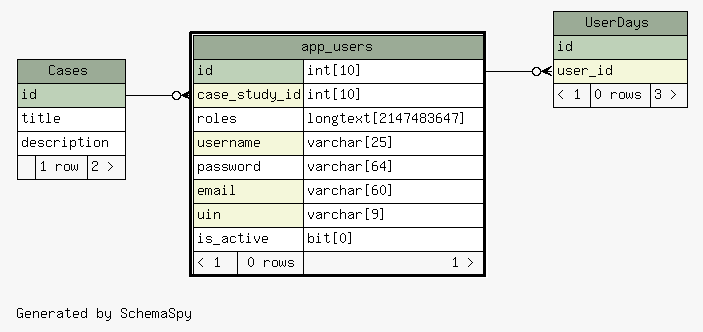 Cases
id
title
description
1 row 2 >
app_users
id int[10]
case_study_id int[10]
roles longtext[2147483647]
username varchar[25]
password varchar[64]
email varchar[60]
uin varchar[9]
is_active bit[0]
< 1 0 rows 1 >
UserDays
id
user_id
< 1 0 rows 3 >
Generated by SchemaSpy